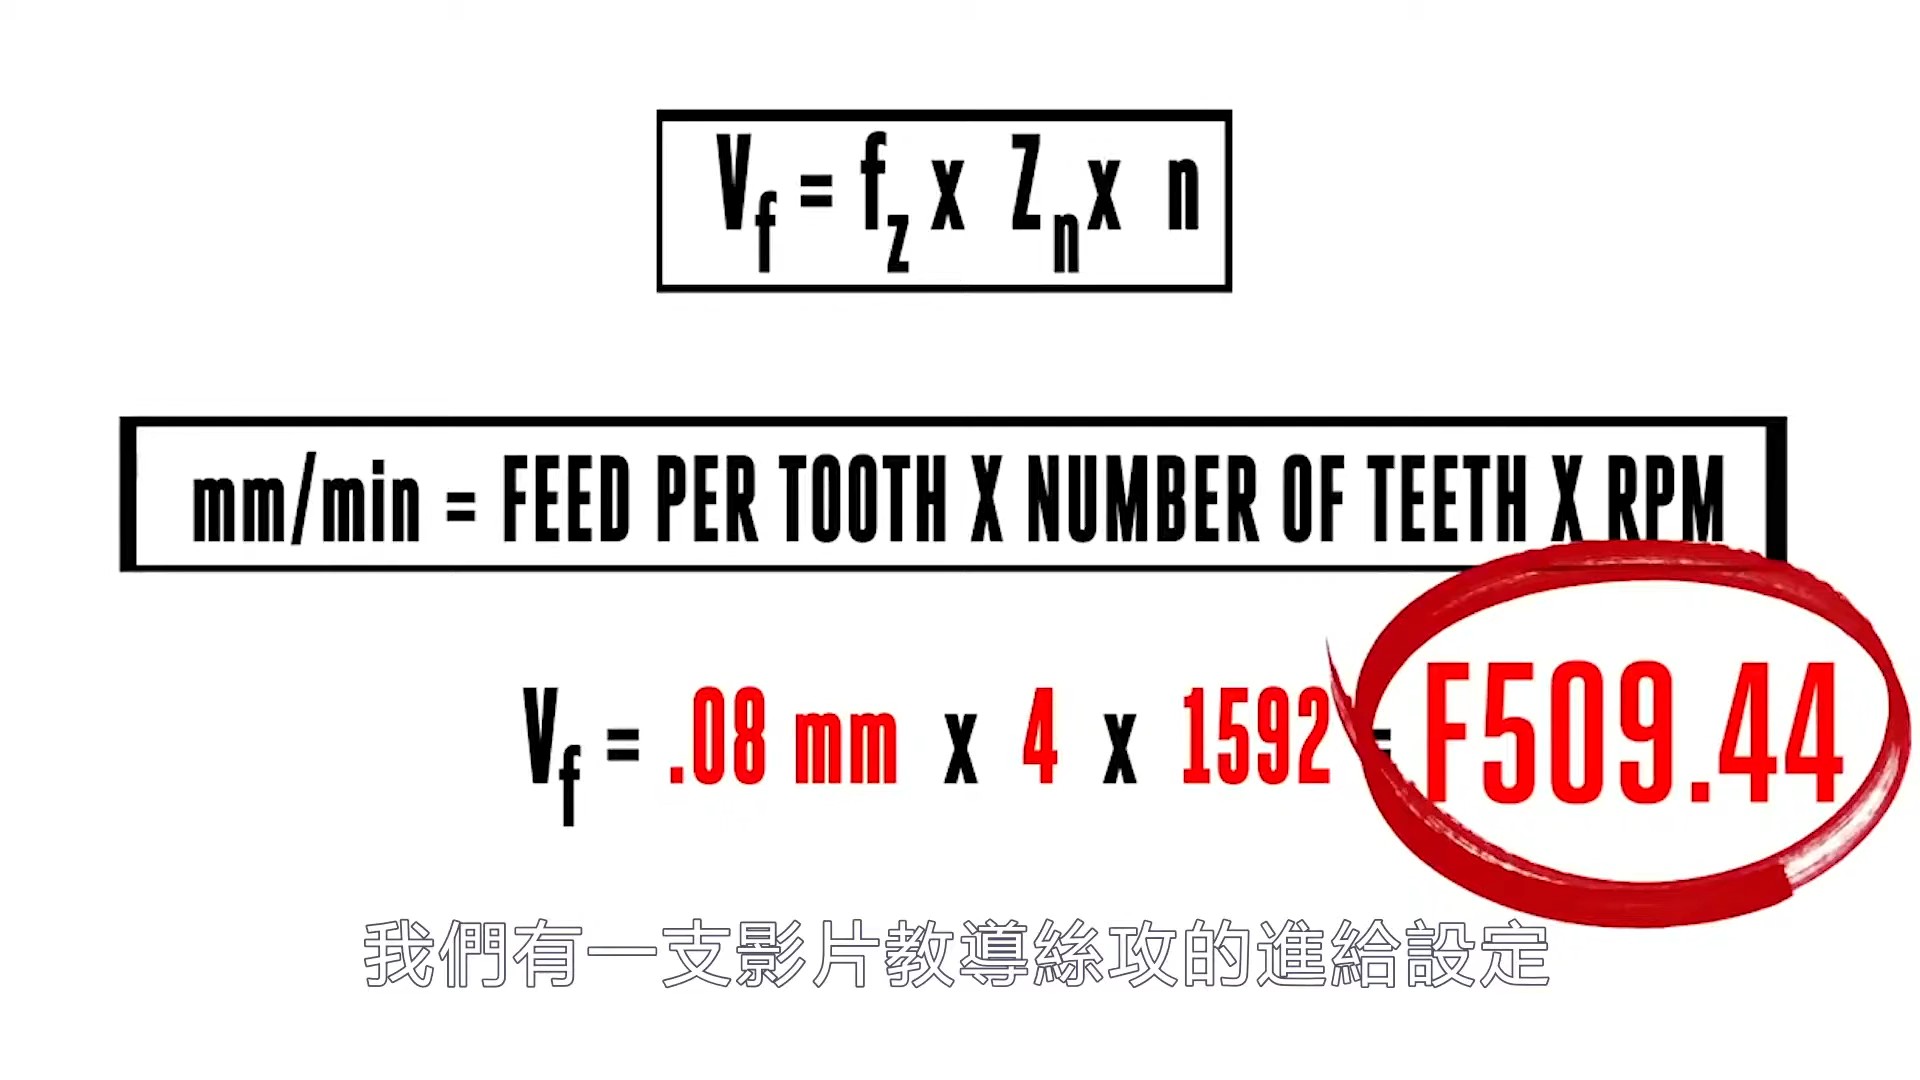 Vf = fz x Zn x n
mm/min = FEED PER TOOTH X NUMBER OF TEETH X RPM
Vf = .08 mm x 4 x 1592 = F509.44
我們有一支影片教導絲攻的進給設定